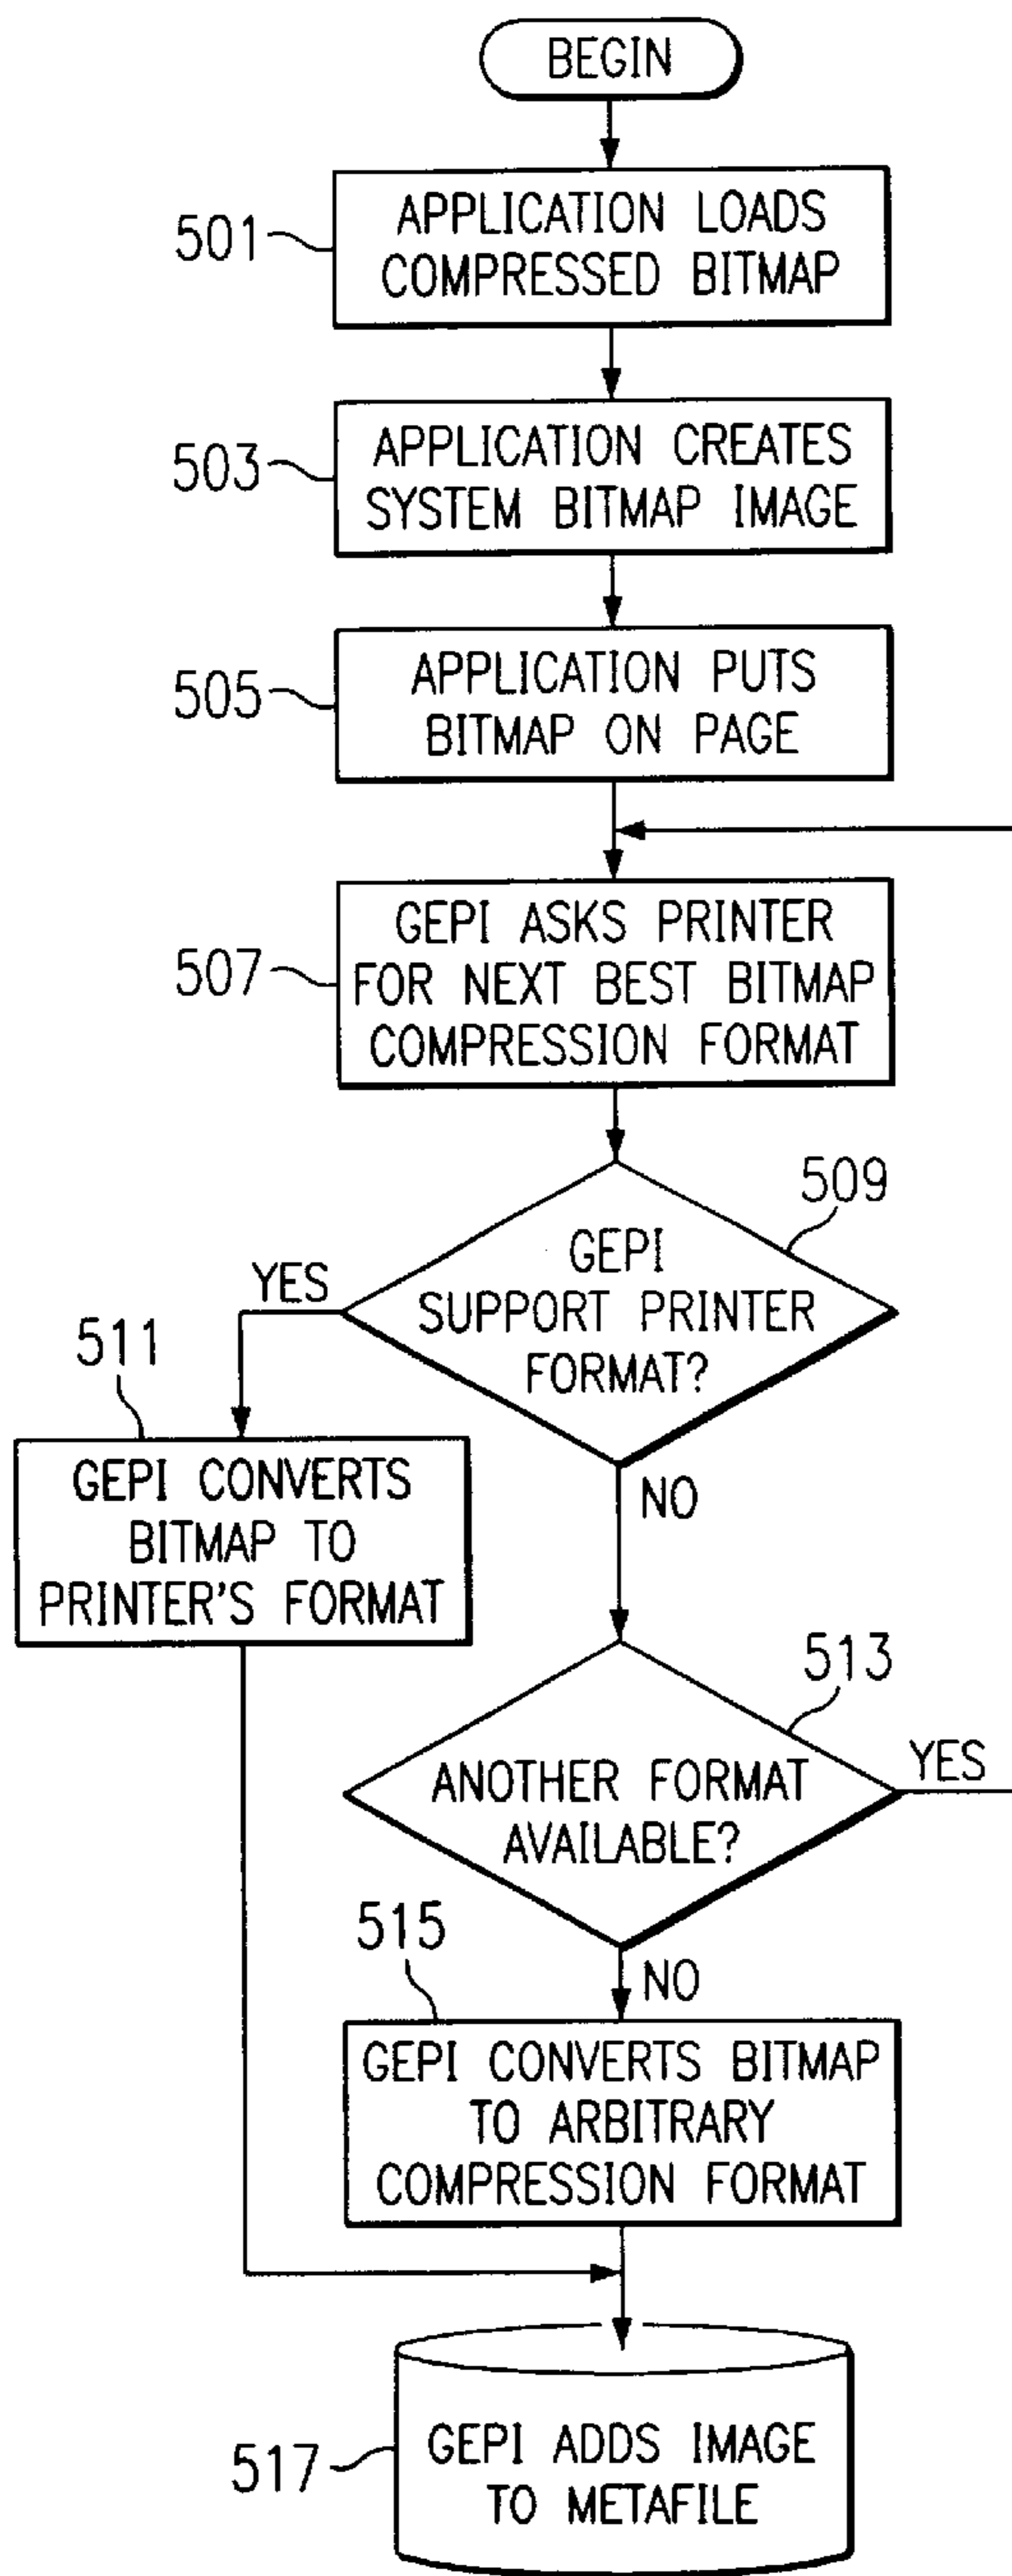 BEGIN
501
APPLICATION LOADS
COMPRESSED BITMAP
503
APPLICATION CREATES
SYSTEM BITMAP IMAGE
505
APPLICATION PUTS
BITMAP ON PAGE
507
GEPI ASKS PRINTER
FOR NEXT BEST BITMAP
COMPRESSION FORMAT
509
GEPI
SUPPORT PRINTER
FORMAT?
YES
NO
511
GEPI CONVERTS
BITMAP TO
PRINTER'S FORMAT
513
ANOTHER FORMAT
AVAILABLE?
YES
NO
515
GEPI CONVERTS BITMAP
TO ARBITRARY
COMPRESSION FORMAT
517
GEPI ADDS IMAGE
TO METAFILE